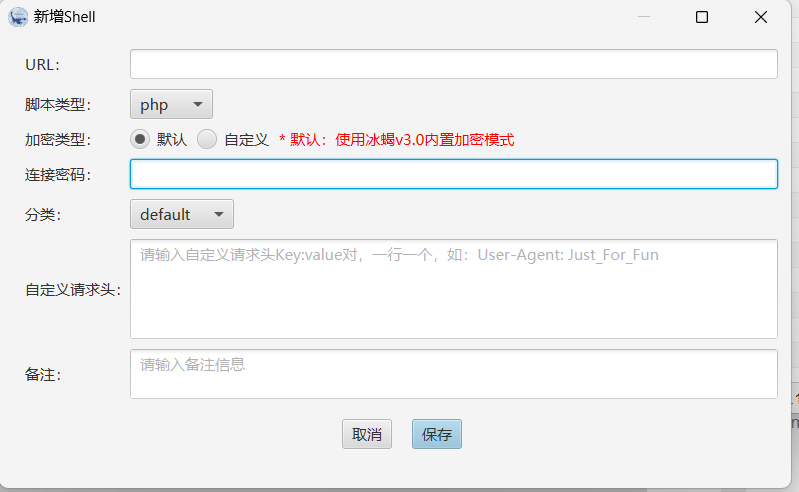 新增Shell
URL:
脚本类型: php
加密类型: 默认 自定义 * 默认：使用冰蝎v3.0内置加密模式
连接密码:
分类: default
请输入自定义请求头Key:value对，一行一个，如：User-Agent: Just_For_Fun
自定义请求头:
请输入备注信息
备注:
取消 保存